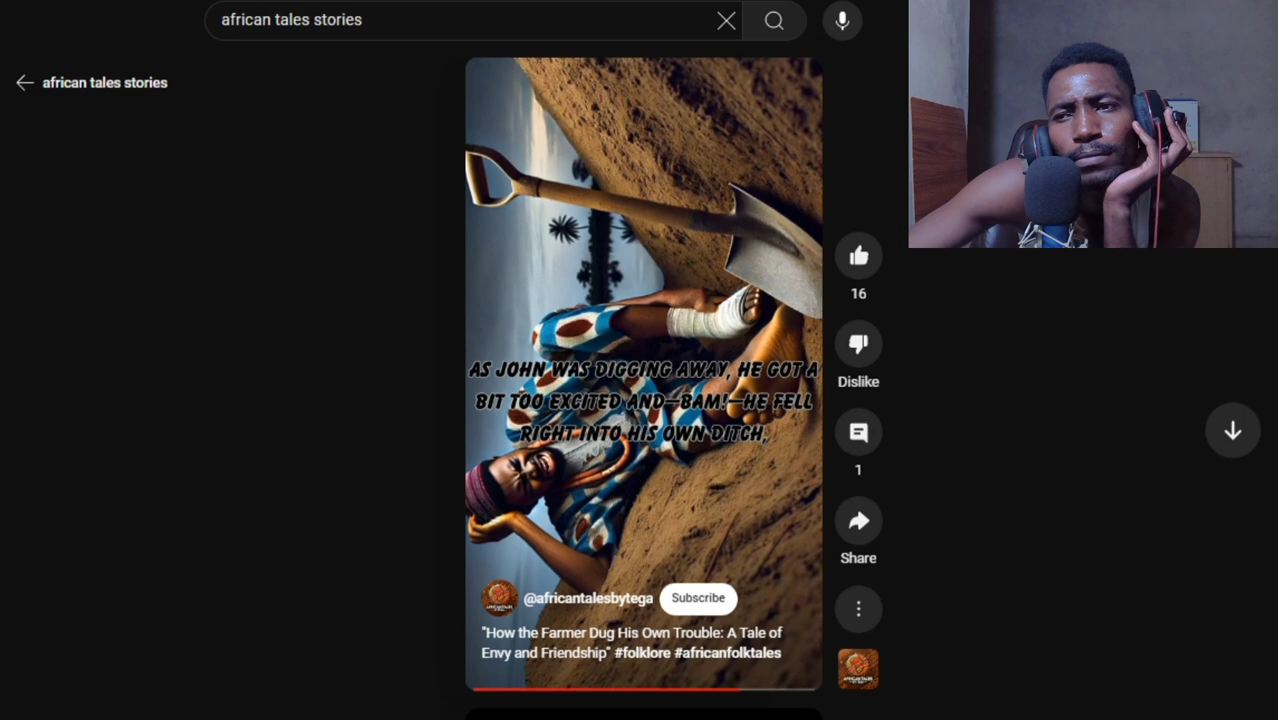 african tales stories
african tales stories
AS JOHN WAS DIGGING AWAY, HE GOT A
BIT TOO EXCITED AND—BAM!—HE FELL
RIGHT INTO HIS OWN DITCH,
16
Dislike
1
Share
@africantalesbytega
Subscribe
"How the Farmer Dug His Own Trouble: A Tale of
Envy and Friendship" #folklore #africanfolktales